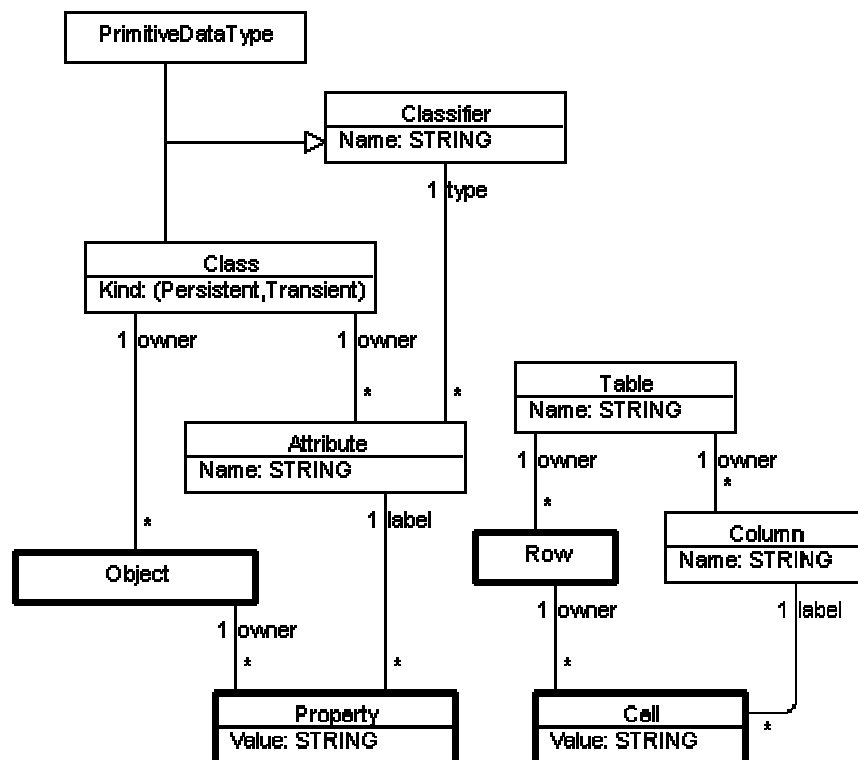 PrimitiveDataType
Classifier
Name: STRING
1 type
Class
Kind: (Persistent,Transient)
1 owner
1 owner
*
*
Table
Name: STRING
Attribute
Name: STRING
1 owner
1 owner
*
*
1 label
*
Column
Name: STRING
Row
Object
1 owner
1 owner
1 label
*
*
*
Property
Value: STRING
Cell
Value: STRING
*